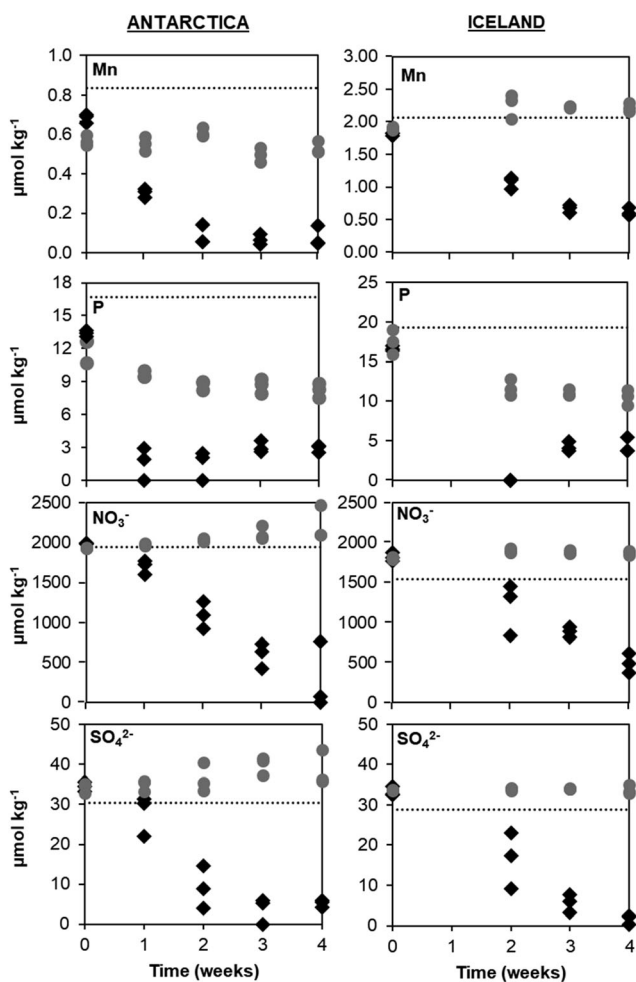 ANTARCTICA
ICELAND
Mn
µmol kg⁻¹
1.0
0.8
0.6
0.4
0.2
0.0
Mn
3.00
2.50
2.00
1.50
1.00
0.50
0.00
P
µmol kg⁻¹
18
15
12
9
6
3
0
P
25
20
15
10
5
0
NO₃⁻
µmol kg⁻¹
2500
2000
1500
1000
500
0
NO₃⁻
2500
2000
1500
1000
500
0
SO₄²⁻
µmol kg⁻¹
50
40
30
20
10
0
0 1 2 3 4
Time (weeks)
SO₄²⁻
50
40
30
20
10
0
0 1 2 3 4
Time (weeks)